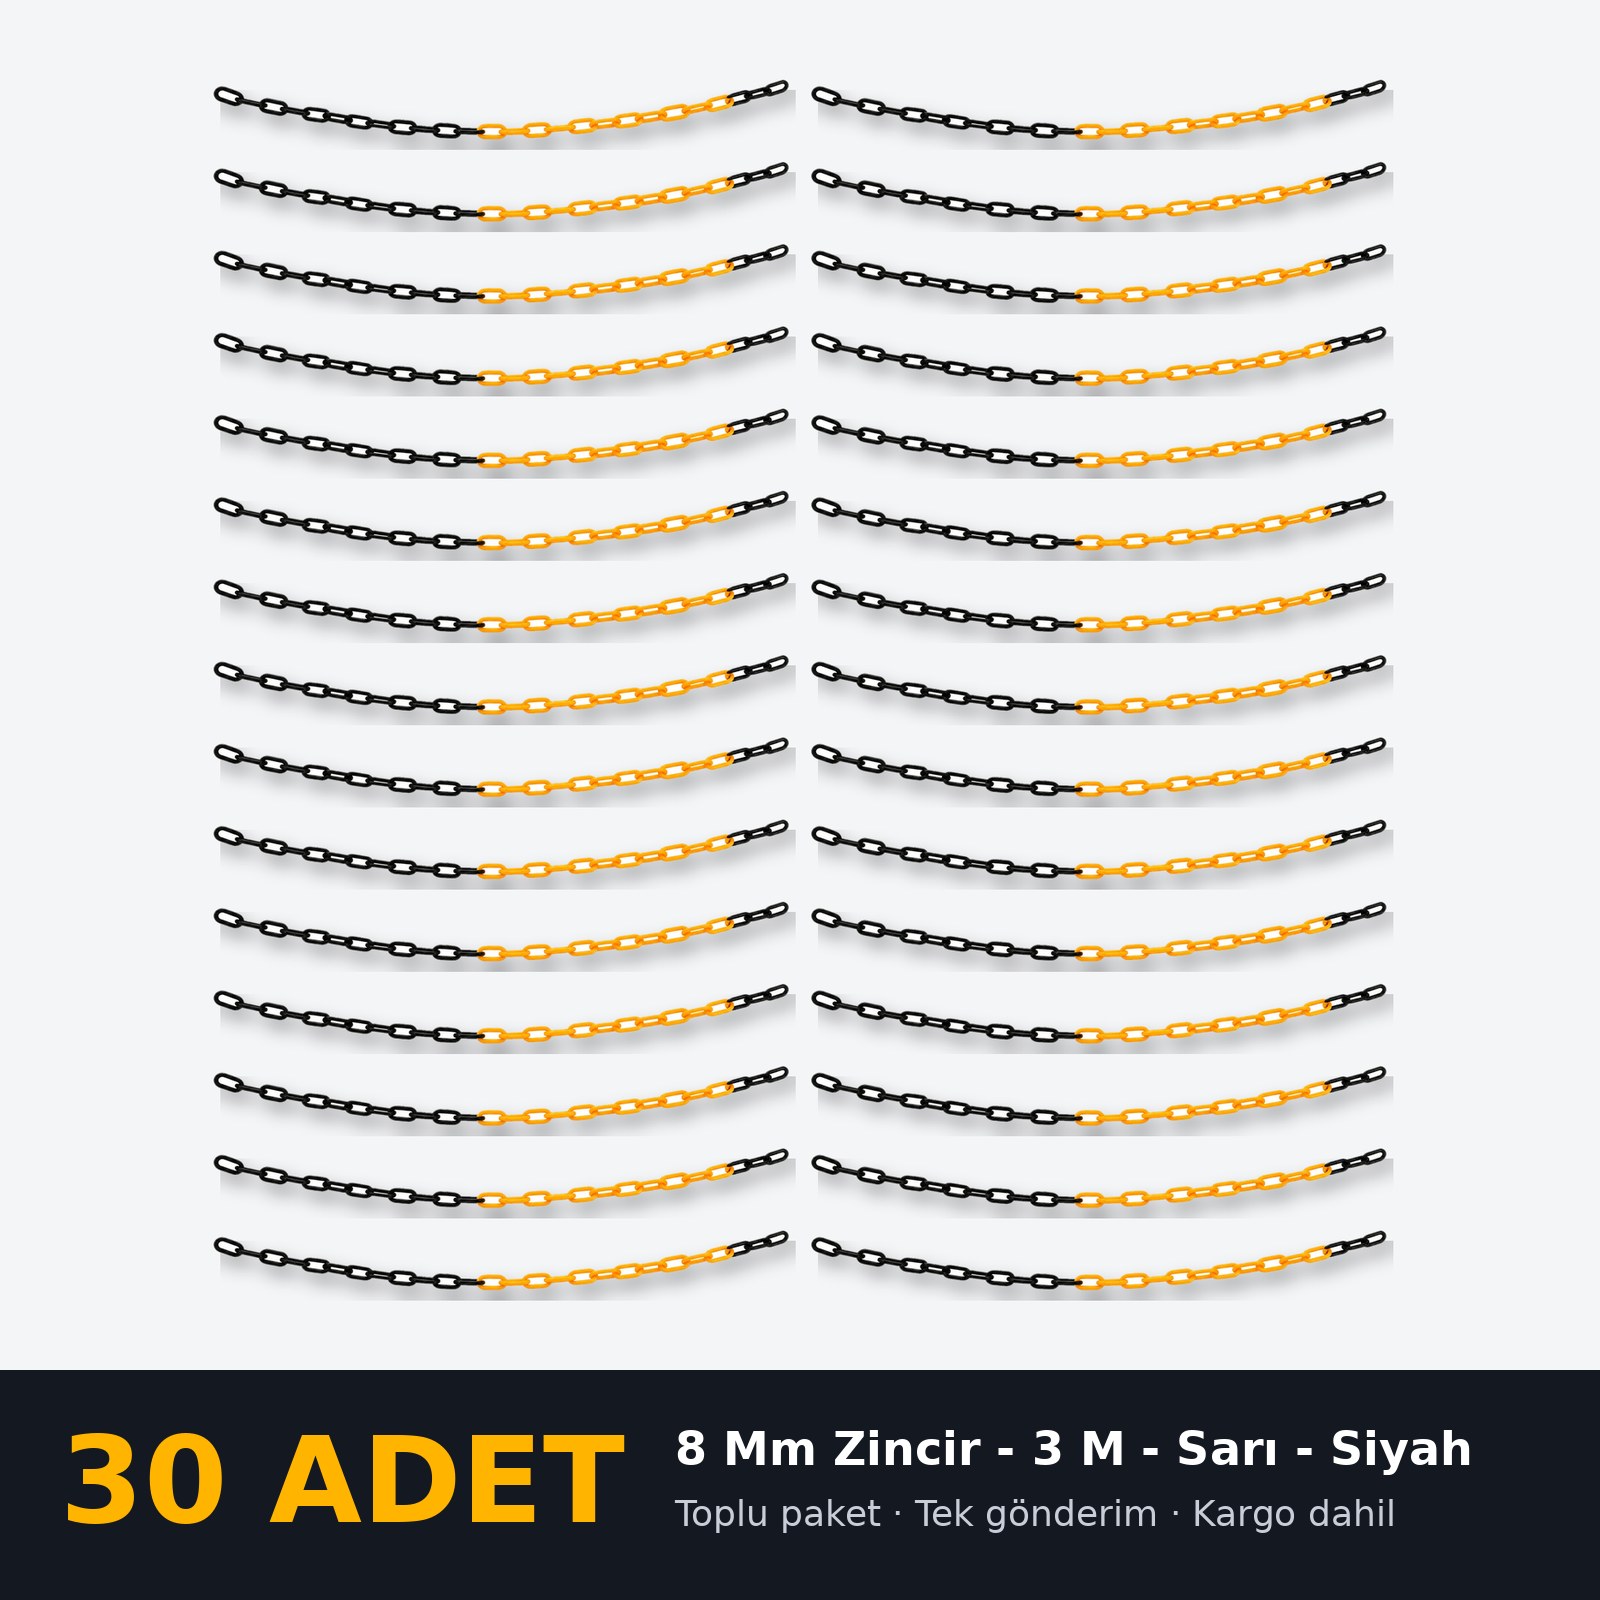 30 ADET
8 Mm Zincir - 3 M - Sarı - Siyah
Toplu paket · Tek gönderim · Kargo dahil